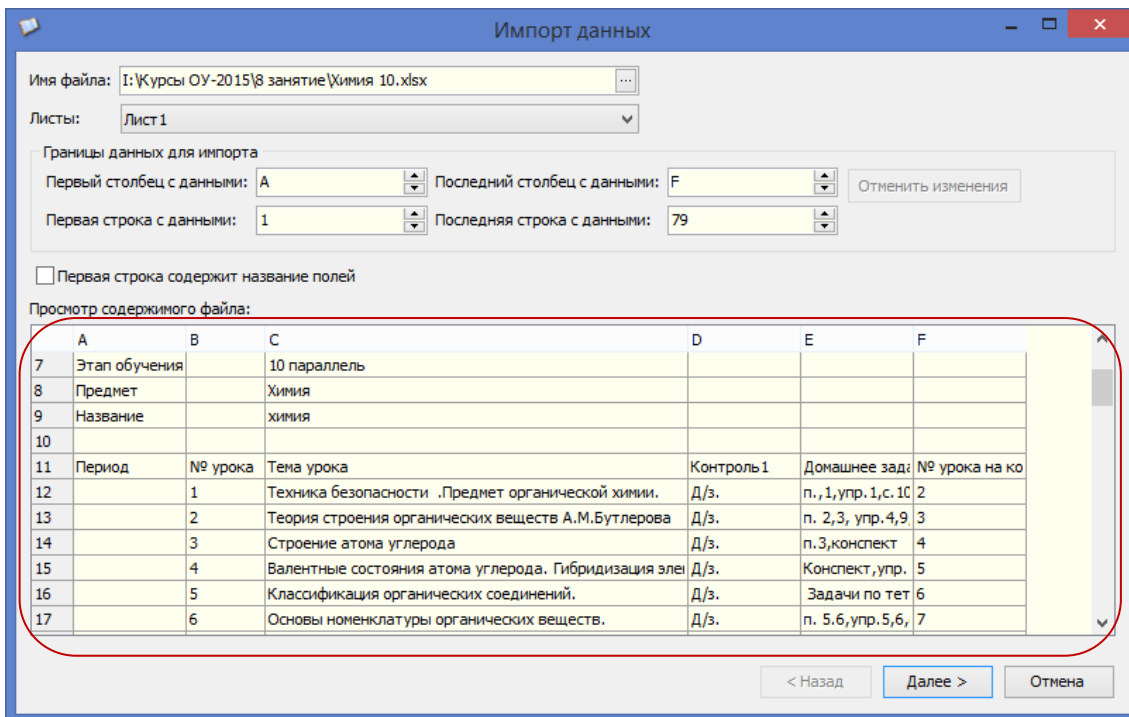 Импорт данных
Имя файла: I:\Курсы ОУ-2015\8 занятие\Химия 10.xlsx ...
Листы: Лист1
Границы данных для импорта
Первый столбец с данными: A Последний столбец с данными: F Отменить изменения
Первая строка с данными: 1 Последняя строка с данными: 79
Первая строка содержит название полей
Просмотр содержимого файла:
A B C D E F
7 Этап обучения 10 параллель
8 Предмет Химия
9 Название химия
10
11 Период № урока Тема урока Контроль1 Домашнее зада № урока на ко
12 1 Техника безопасности .Предмет органической химии. Д/з. п.,1,упр.1,с.10 2
13 2 Теория строения органических веществ А.М.Бутлерова Д/з. п. 2,3, упр.4,9, 3
14 3 Строение атома углерода Д/з. п.3,конспект 4
15 4 Валентные состояния атома углерода. Гибридизация элек Д/з. Конспект,упр. 5
16 5 Классификация органических соединений. Д/з. Задачи по тет 6
17 6 Основы номенклатуры органических веществ. Д/з. п. 5.6,упр.5,6, 7
< Назад Далее > Отмена